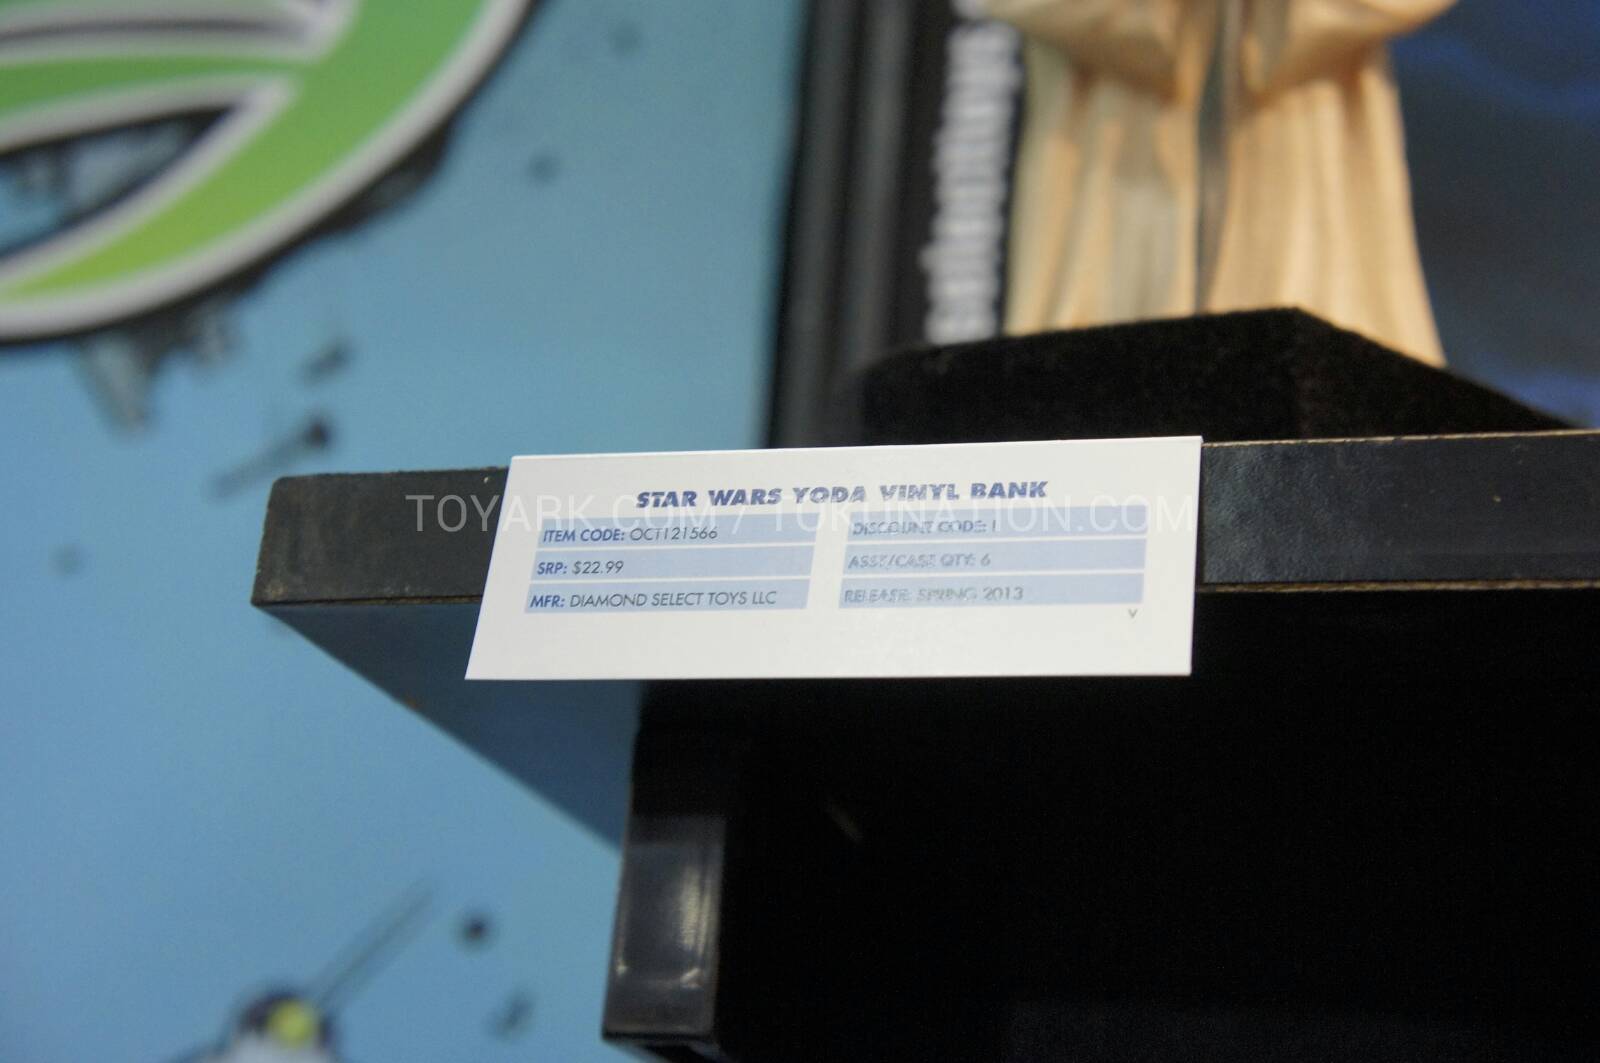 STAR WARS YODA VINYL BANK
ITEM CODE: OCT121566
SRP: $22.99
MFR: DIAMOND SELECT TOYS LLC
DISCOUNT CODE: I
ASST/CASE QTY: 6
RELEASE: SPRING 2013
V
TOYARK.COM / TOKUNATION.COM